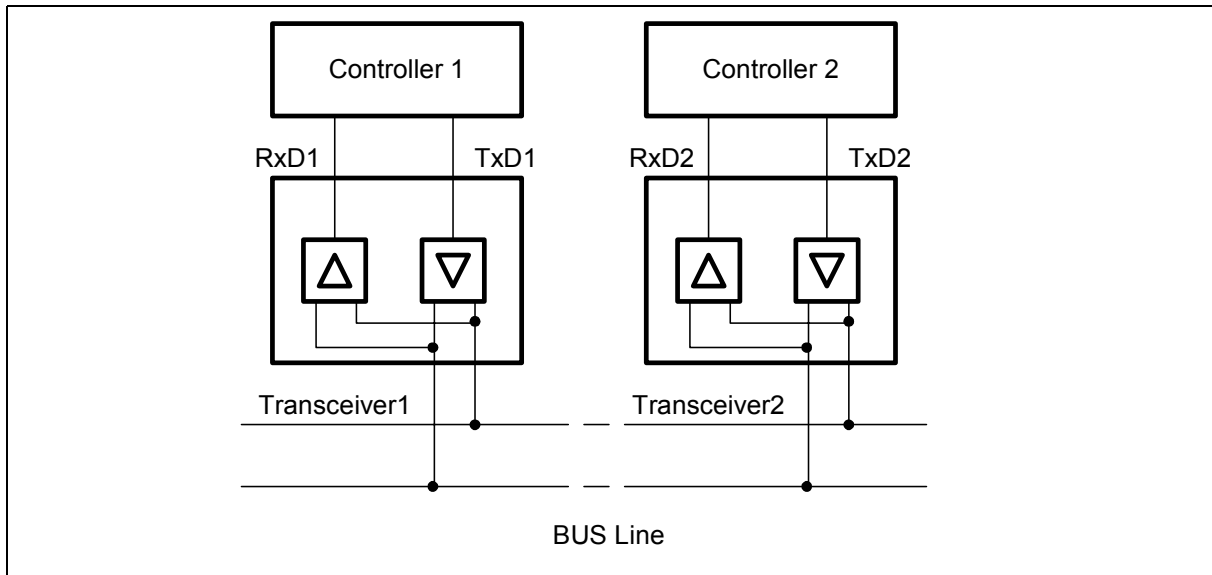 Controller 1
Controller 2
RxD1
TxD1
RxD2
TxD2
Transceiver1
Transceiver2
BUS Line